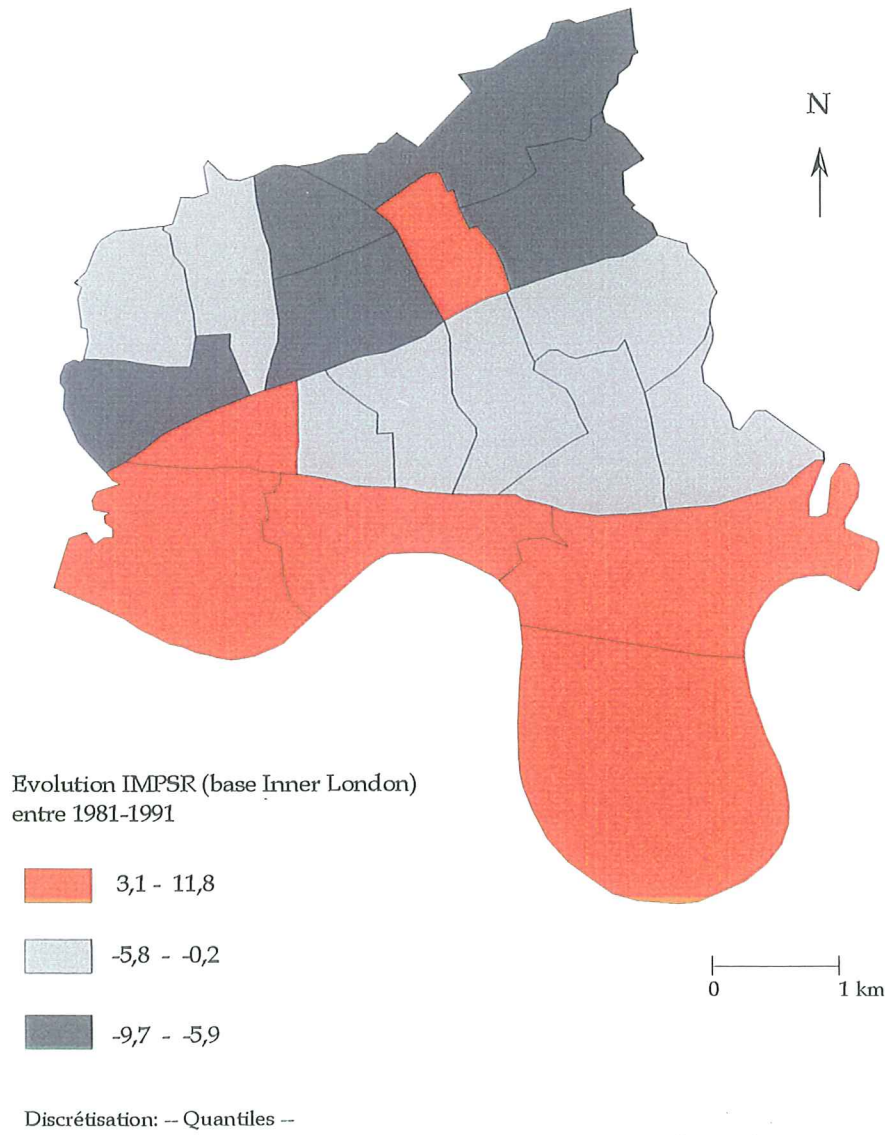 N
Evolution IMPSR (base Inner London)
entre 1981-1991
3,1 - 11,8
-5,8 - -0,2
-9,7 - -5,9
0 1 km
Discrétisation: -- Quantiles --